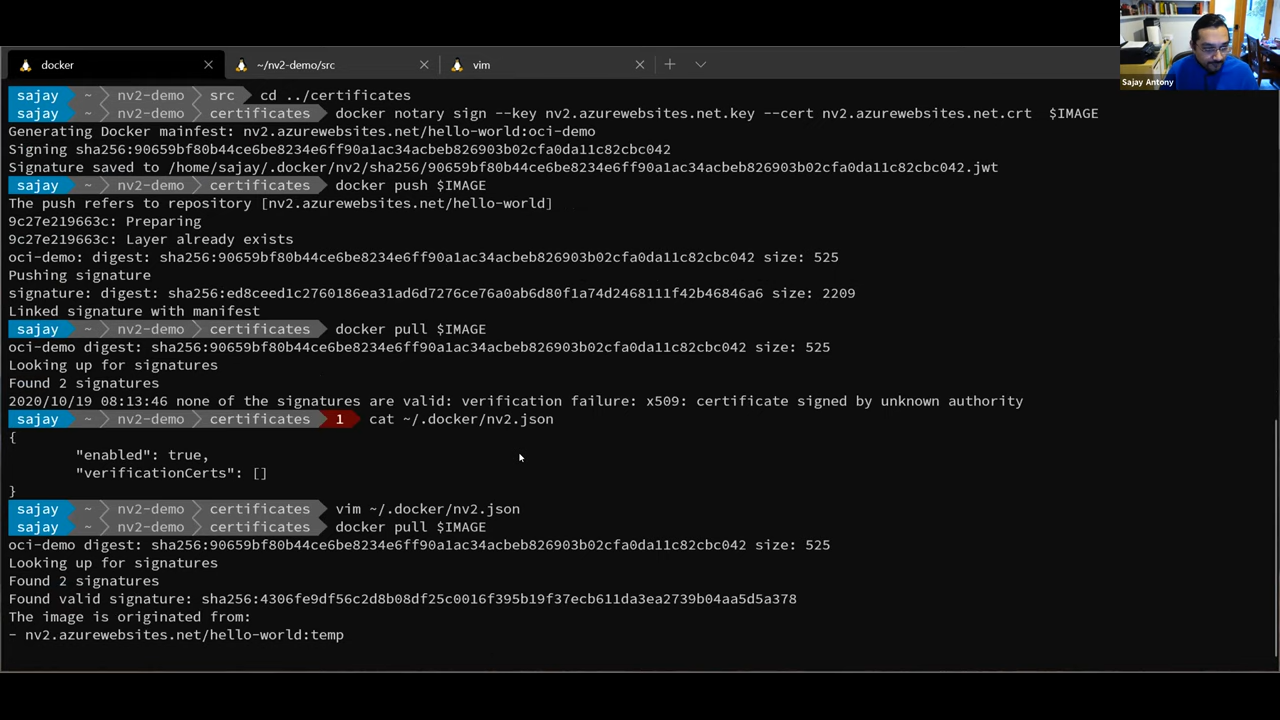 docker
~/nv2-demo/src
vim
Sajay Antony
sajay ~ nv2-demo src cd ../certificates
sajay ~ nv2-demo certificates docker notary sign --key nv2.azurewebsites.net.key --cert nv2.azurewebsites.net.crt $IMAGE
Generating Docker mainfest: nv2.azurewebsites.net/hello-world:oci-demo
Signing sha256:90659bf80b44ce6be8234e6ff90a1ac34acbeb826903b02cfa0da11c82cbc042
Signature saved to /home/sajay/.docker/nv2/sha256/90659bf80b44ce6be8234e6ff90a1ac34acbeb826903b02cfa0da11c82cbc042.jwt
sajay ~ nv2-demo certificates docker push $IMAGE
The push refers to repository [nv2.azurewebsites.net/hello-world]
9c27e219663c: Preparing
9c27e219663c: Layer already exists
oci-demo: digest: sha256:90659bf80b44ce6be8234e6ff90a1ac34acbeb826903b02cfa0da11c82cbc042 size: 525
Pushing signature
signature: digest: sha256:ed8ceed1c2760186ea31ad6d7276ce76a0ab6d80f1a74d2468111f42b46846a6 size: 2209
Linked signature with manifest
sajay ~ nv2-demo certificates docker pull $IMAGE
oci-demo digest: sha256:90659bf80b44ce6be8234e6ff90a1ac34acbeb826903b02cfa0da11c82cbc042 size: 525
Looking up for signatures
Found 2 signatures
2020/10/19 08:13:46 none of the signatures are valid: verification failure: x509: certificate signed by unknown authority
sajay ~ nv2-demo certificates 1 cat ~/.docker/nv2.json
{
"enabled": true,
"verificationCerts": []
}
sajay ~ nv2-demo certificates vim ~/.docker/nv2.json
sajay ~ nv2-demo certificates docker pull $IMAGE
oci-demo digest: sha256:90659bf80b44ce6be8234e6ff90a1ac34acbeb826903b02cfa0da11c82cbc042 size: 525
Looking up for signatures
Found 2 signatures
Found valid signature: sha256:4306fe9df56c2d8b08df25c0016f395b19f37ecb611da3ea2739b04aa5d5a378
The image is originated from:
- nv2.azurewebsites.net/hello-world:temp